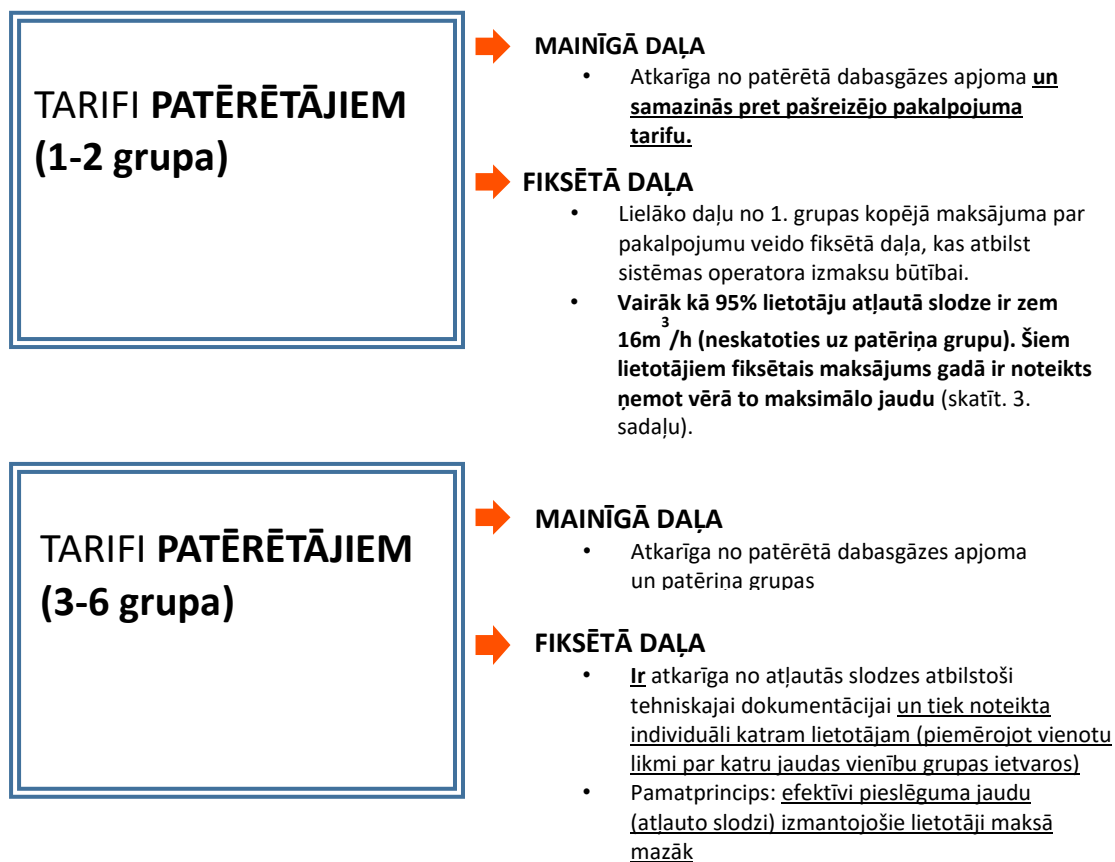 TARIFI PATĒRĒTĀJIEM
(1-2 grupa)
MAINĪGĀ DAĻA
• Atkarīga no patērētā dabasgāzes apjoma un
samazinās pret pašreizējo pakalpojuma
tarifu.
FIKSĒTĀ DAĻA
• Lielāko daļu no 1. grupas kopējā maksājuma par
pakalpojumu veido fiksētā daļa, kas atbilst
sistēmas operatora izmaksu būtībai.
• Vairāk kā 95% lietotāju atļautā slodze ir zem
16m³/h (neskatoties uz patēriņa grupu). Šiem
lietotājiem fiksētais maksājums gadā ir noteikts
ņemot vērā to maksimālo jaudu (skatīt. 3.
sadaļu).
TARIFI PATĒRĒTĀJIEM
(3-6 grupa)
MAINĪGĀ DAĻA
• Atkarīga no patērētā dabasgāzes apjoma
un patēriņa grupas
FIKSĒTĀ DAĻA
• Ir atkarīga no atļautās slodzes atbilstoši
tehniskajai dokumentācijai un tiek noteikta
individuāli katram lietotājam (piemērojot vienotu
likmi par katru jaudas vienību grupas ietvaros)
• Pamatprincips: efektīvi pieslēguma jaudu
(atļauto slodzi) izmantojošie lietotāji maksā
mazāk